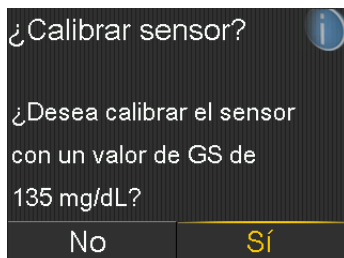 ¿Calibrar sensor?
i
¿Desea calibrar el sensor
con un valor de GS de
135 mg/dL?
No
Sí